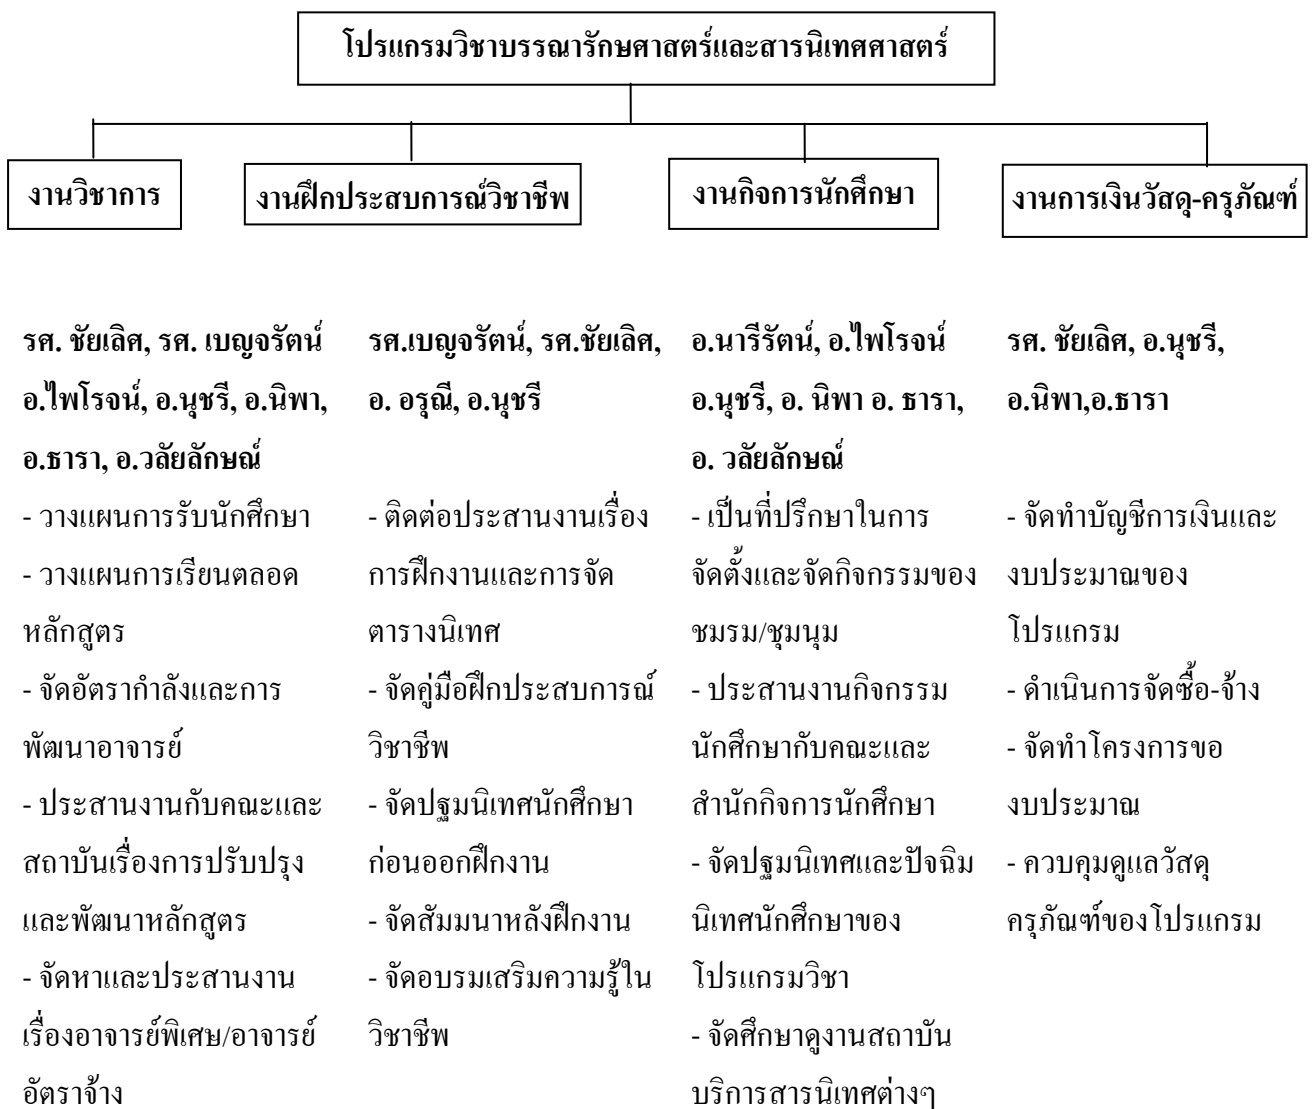 โปรแกรมวิชาบรรณารักษศาสตร์และสารนิเทศศาสตร์
งานวิชาการ
งานฝึกประสบการณ์วิชาชีพ
งานกิจการนักศึกษา
งานการเงินวัสดุ-ครุภัณฑ์
รศ. ชัยเลิศ, รศ. เบญจรัตน์
อ.ไพโรจน์, อ.นุชรี, อ.นิพา,
อ.ธารา, อ.วลัยลักษณ์
- วางแผนการรับนักศึกษา
- วางแผนการเรียนตลอด
หลักสูตร
- จัดอัตรากำลังและการ
พัฒนาอาจารย์
- ประสานงานกับคณะและ
สถาบันเรื่องการปรับปรุง
และพัฒนาหลักสูตร
- จัดหาและประสานงาน
เรื่องอาจารย์พิเศษ/อาจารย์
อัตราจ้าง
รศ.เบญจรัตน์, รศ.ชัยเลิศ,
อ. อรุณี, อ.นุชรี
- ติดต่อประสานงานเรื่อง
การฝึกงานและการจัด
ตารางนิเทศ
- จัดคู่มือฝึกประสบการณ์
วิชาชีพ
- จัดปฐมนิเทศนักศึกษา
ก่อนออกฝึกงาน
- จัดสัมมนาหลังฝึกงาน
- จัดอบรมเสริมความรู้ใน
วิชาชีพ
อ.นารีรัตน์, อ.ไพโรจน์
อ.นุชรี, อ. นิพา อ. ธารา,
อ. วลัยลักษณ์
- เป็นที่ปรึกษาในการ
จัดตั้งและจัดกิจกรรมของ
ชมรม/ชุมนุม
- ประสานงานกิจกรรม
นักศึกษากับคณะและ
สำนักกิจการนักศึกษา
- จัดปฐมนิเทศและปัจฉิม
นิเทศนักศึกษาของ
โปรแกรมวิชา
- จัดศึกษาดูงานสถาบัน
บริการสารนิเทศต่างๆ
รศ. ชัยเลิศ, อ.นุชรี,
อ.นิพา,อ.ธารา
- จัดทำบัญชีการเงินและ
งบประมาณของ
โปรแกรม
- ดำเนินการจัดซื้อ-จ้าง
- จัดทำโครงการขอ
งบประมาณ
- ควบคุมดูแลวัสดุ
ครุภัณฑ์ของโปรแกรม